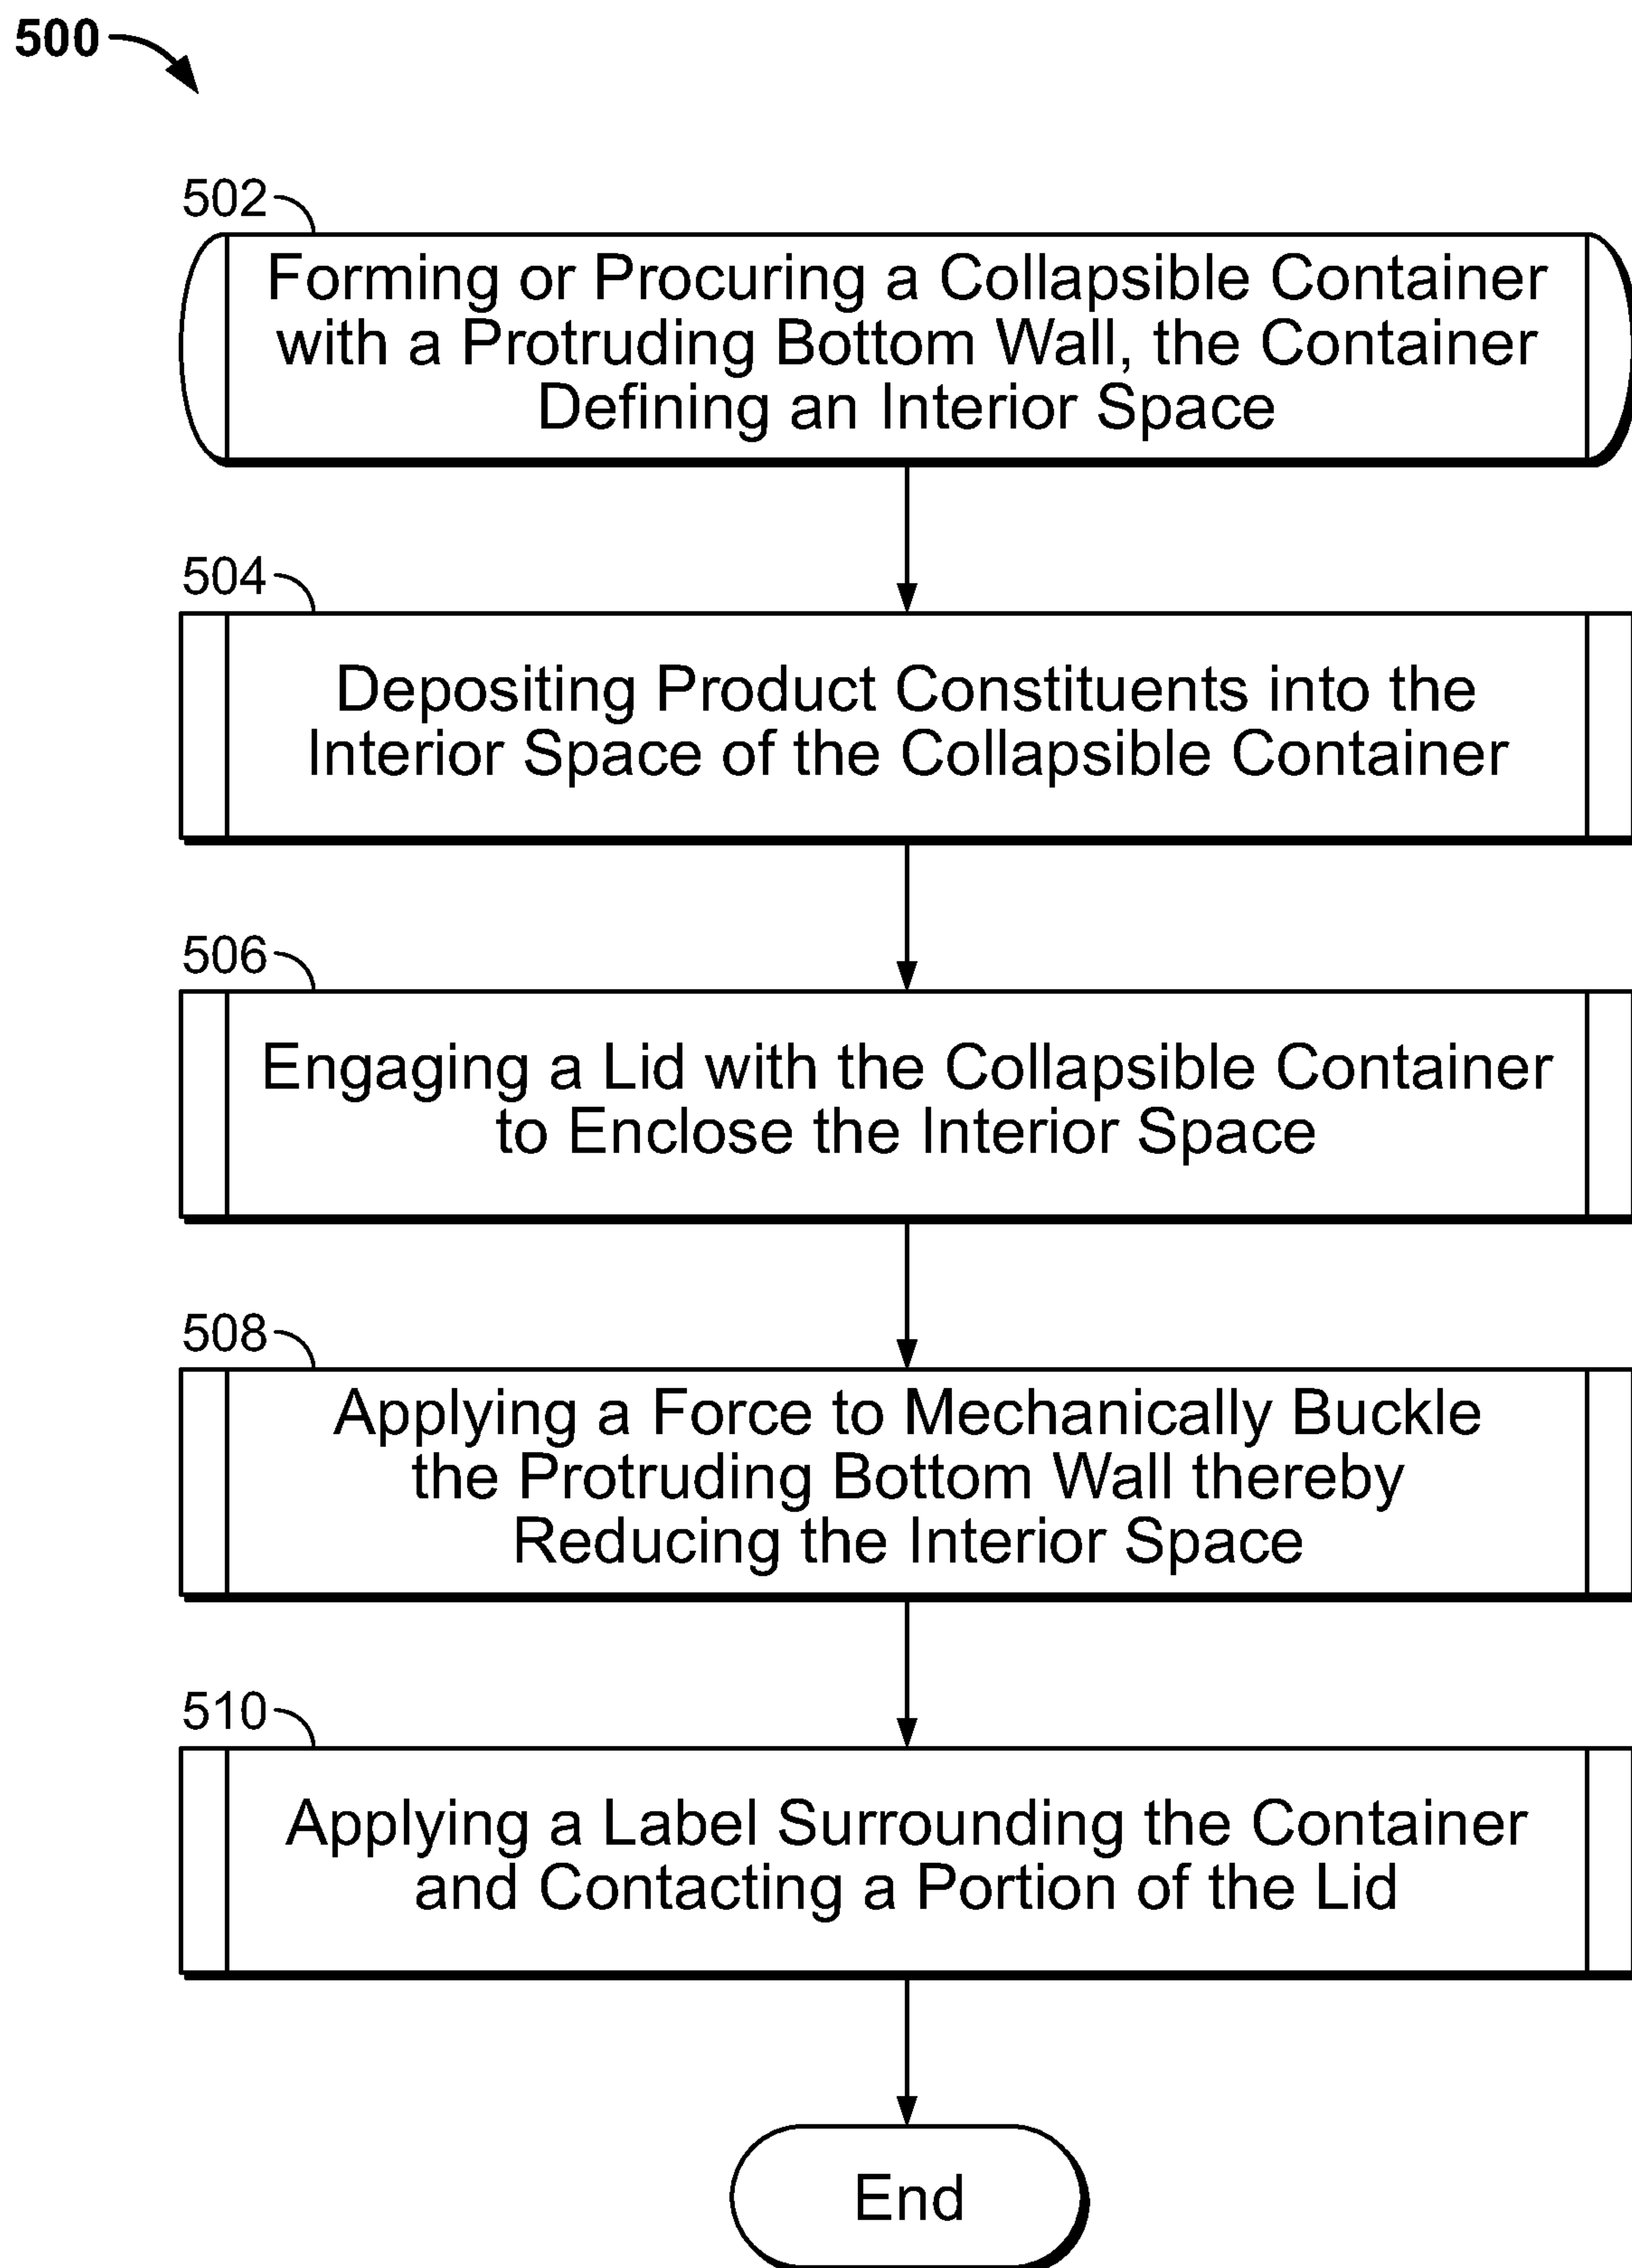 500
502
Forming or Procuring a Collapsible Container
with a Protruding Bottom Wall, the Container
Defining an Interior Space
504
Depositing Product Constituents into the
Interior Space of the Collapsible Container
506
Engaging a Lid with the Collapsible Container
to Enclose the Interior Space
508
Applying a Force to Mechanically Buckle
the Protruding Bottom Wall thereby
Reducing the Interior Space
510
Applying a Label Surrounding the Container
and Contacting a Portion of the Lid
End